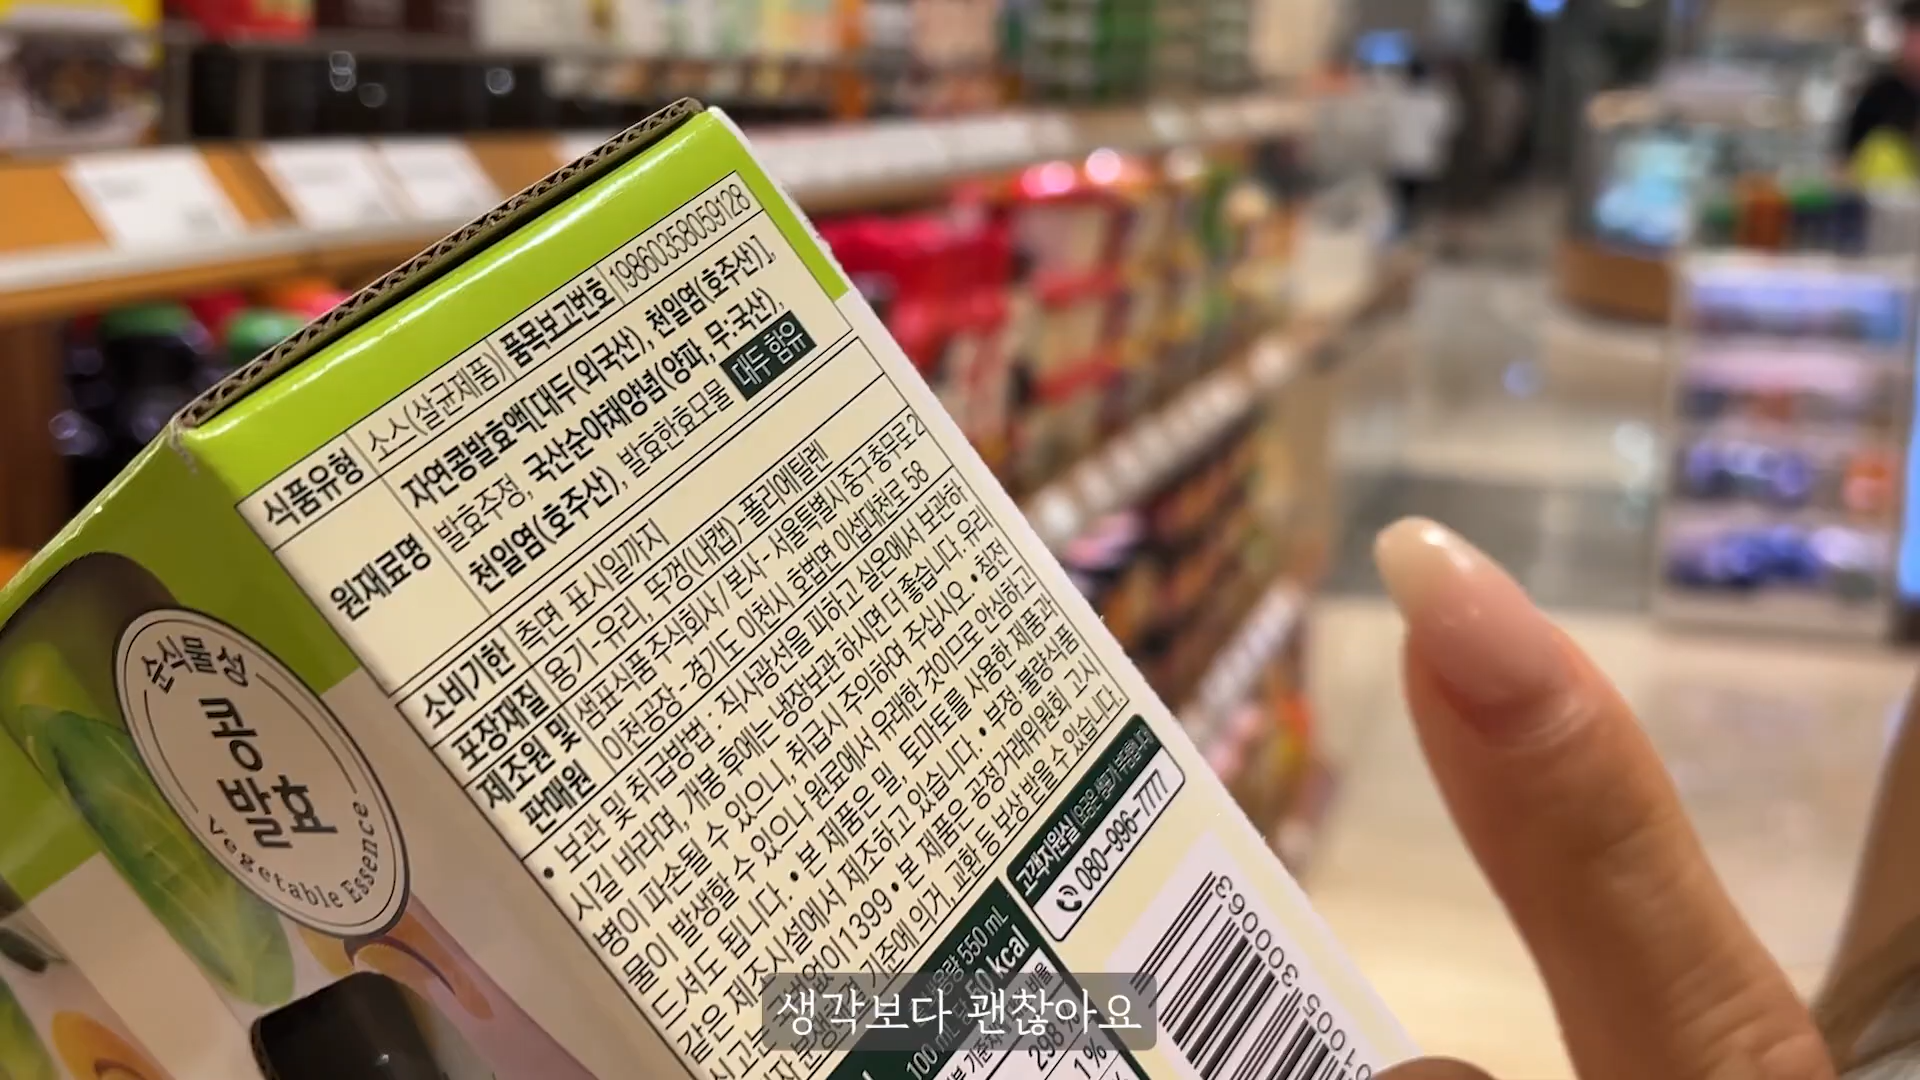 식품유형 소스(살균제품) 품목보고번호 19860358059128
원재료명 자연콩발효액[대두(외국산), 천일염(호주산)],
발효주정, 국산순야채양념(양파, 무:국산),
천일염(호주산), 발효한효모물 대두 함유
소비기한 측면 표시일까지
포장재질 용기-유리, 뚜껑(내캡)-폴리에틸렌
제조원 및 판매원 샘표식품주식회사/본사-서울특별시 중구 충무로2
이천공장-경기도 이천시 호법면 이섭대천로 58
• 보관 및 취급방법 : 직사광선을 피하고 실온에서 보관하
시길 바라며, 개봉 후에는 냉장보관 하시면 더 좋습니다. 유리
병이 파손될 수 있으니, 취급시 주의하여 주십시오 • 침전
물이 발생할 수 있으나 원료에서 유래한 것이므로 안심하고
드셔도 됩니다. • 본 제품은 밀, 토마토를 사용한 제품과
같은 제조시설에서 제조하고 있습니다. • 부정·불량식품
신고는 국번없이 1399 • 본 제품은 공정거래위원회 고시
기준에 의거, 교환 등 보상 받을 수 있습니다.
고객지원실
080-996-7777
순식물성
콩
발효
Vegetable Essence
550 mL
50 kcal
1%
생각보다 괜찮아요